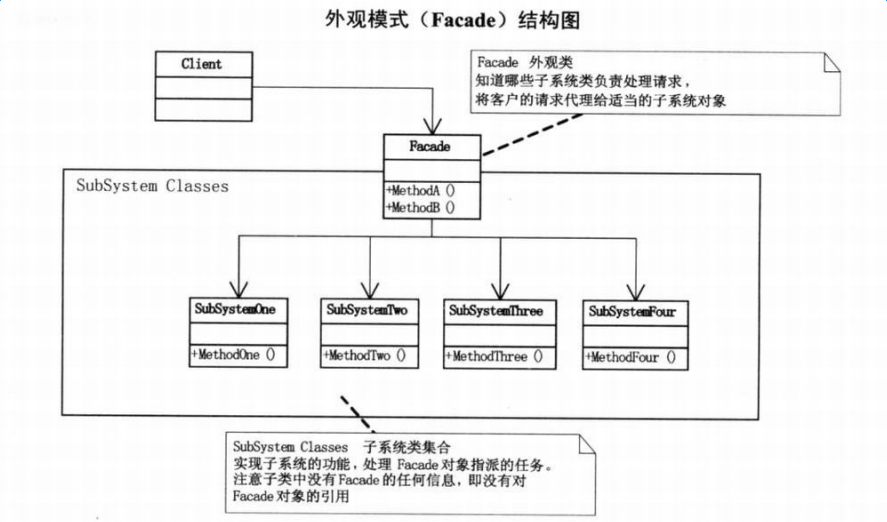 外观模式（Facade）结构图
Client
Facade 外观类
知道哪些子系统类负责处理请求，
将客户的请求代理给适当的子系统对象
Facade
+MethodA ()
+MethodB ()
SubSystem Classes
SubSystemOne
+MethodOne ()
SubSystemTwo
+MethodTwo ()
SubSystemThree
+MethodThree ()
SubSystemFour
+MethodFour ()
SubSystem Classes 子系统类集合
实现子系统的功能，处理 Facade对象指派的任务。
注意子类中没有Facade的任何信息，即没有对
Facade对象的引用